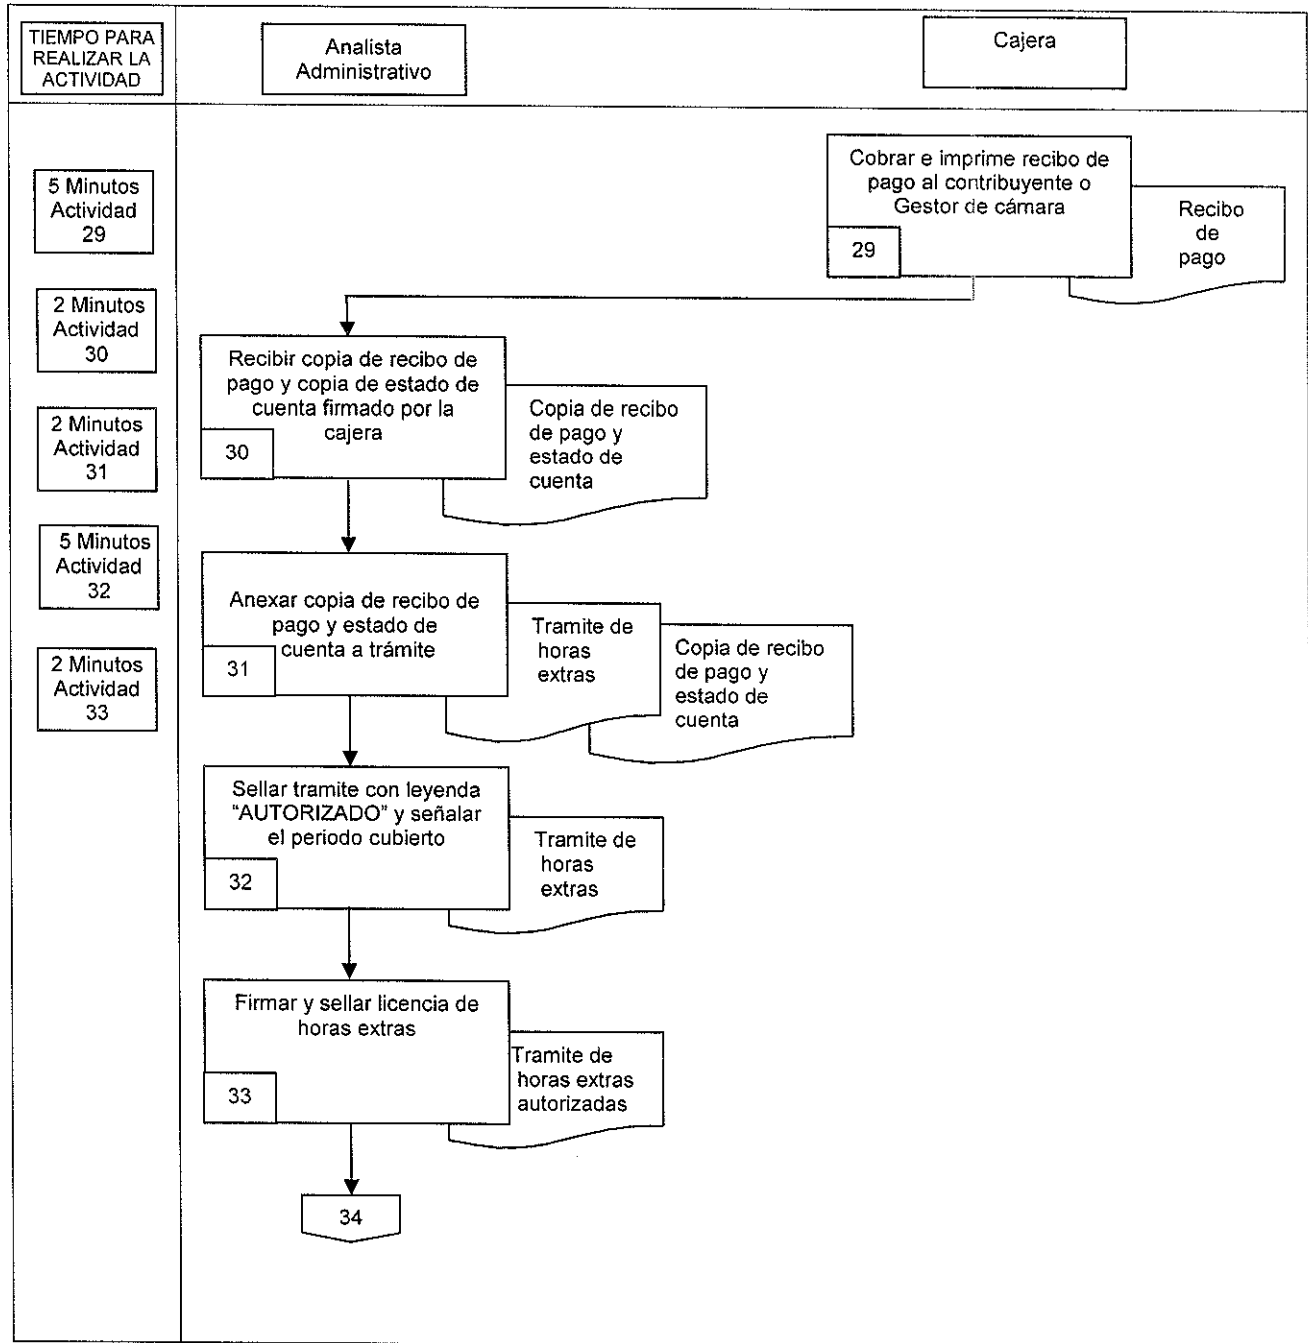 TIEMPO PARA
REALIZAR LA
ACTIVIDAD
Analista
Administrativo
Cajera
5 Minutos
Actividad
29
2 Minutos
Actividad
30
2 Minutos
Actividad
31
5 Minutos
Actividad
32
2 Minutos
Actividad
33
Cobrar e imprime recibo de
pago al contribuyente o
Gestor de cámara
29
Recibo
de
pago
Recibir copia de recibo de
pago y copia de estado de
cuenta firmado por la
cajera
30
Copia de recibo
de pago y
estado de
cuenta
Anexar copia de recibo de
pago y estado de
cuenta a trámite
31
Tramite de
horas
extras
Copia de recibo
de pago y
estado de
cuenta
Sellar tramite con leyenda
"AUTORIZADO" y señalar
el periodo cubierto
32
Tramite de
horas
extras
Firmar y sellar licencia de
horas extras
33
Tramite de
horas extras
autorizadas
34